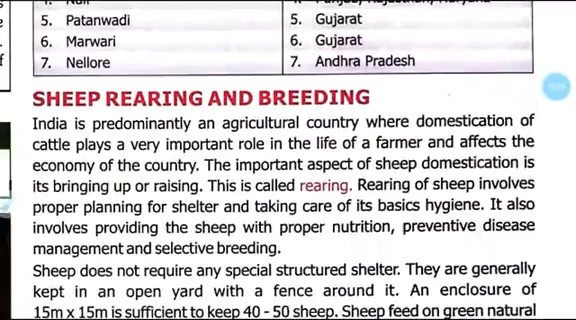 5. Patanwadi 5. Gujarat
6. Marwari 6. Gujarat
7. Nellore 7. Andhra Pradesh
SHEEP REARING AND BREEDING
India is predominantly an agricultural country where domestication of
cattle plays a very important role in the life of a farmer and affects the
economy of the country. The important aspect of sheep domestication is
its bringing up or raising. This is called rearing. Rearing of sheep involves
proper planning for shelter and taking care of its basics hygiene. It also
involves providing the sheep with proper nutrition, preventive disease
management and selective breeding.
Sheep does not require any special structured shelter. They are generally
kept in an open yard with a fence around it. An enclosure of
15m x 15m is sufficient to keep 40 - 50 sheep. Sheep feed on green natural